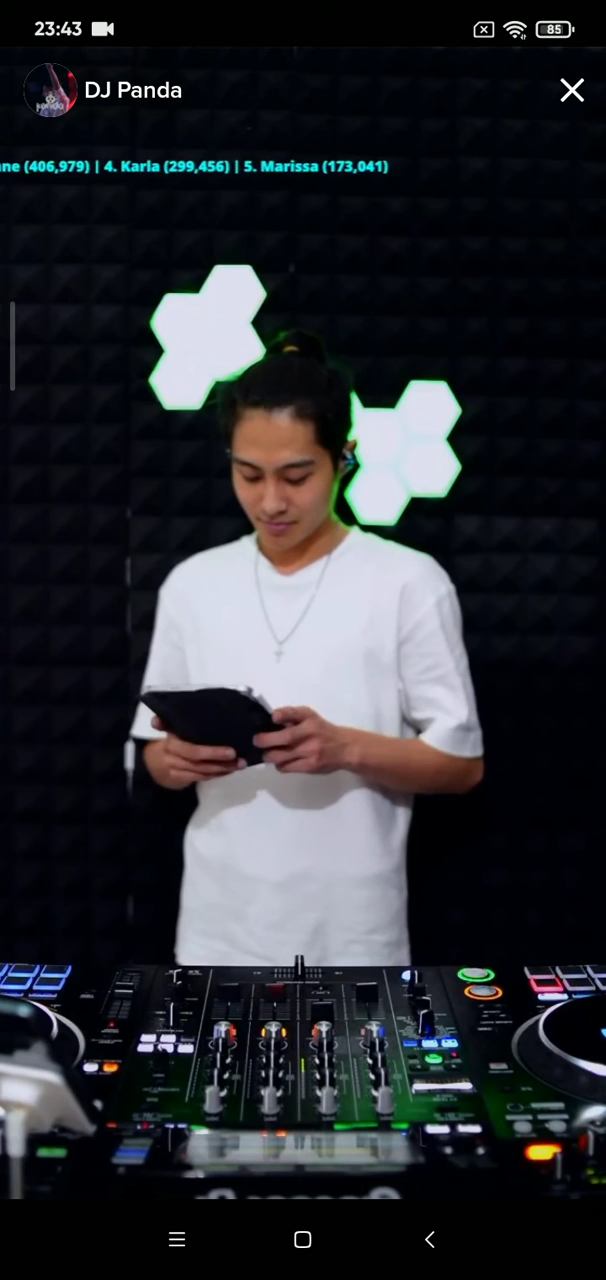 23:43
85
DJ Panda
ne (406,979) | 4. Karla (299,456) | 5. Marissa (173,041)